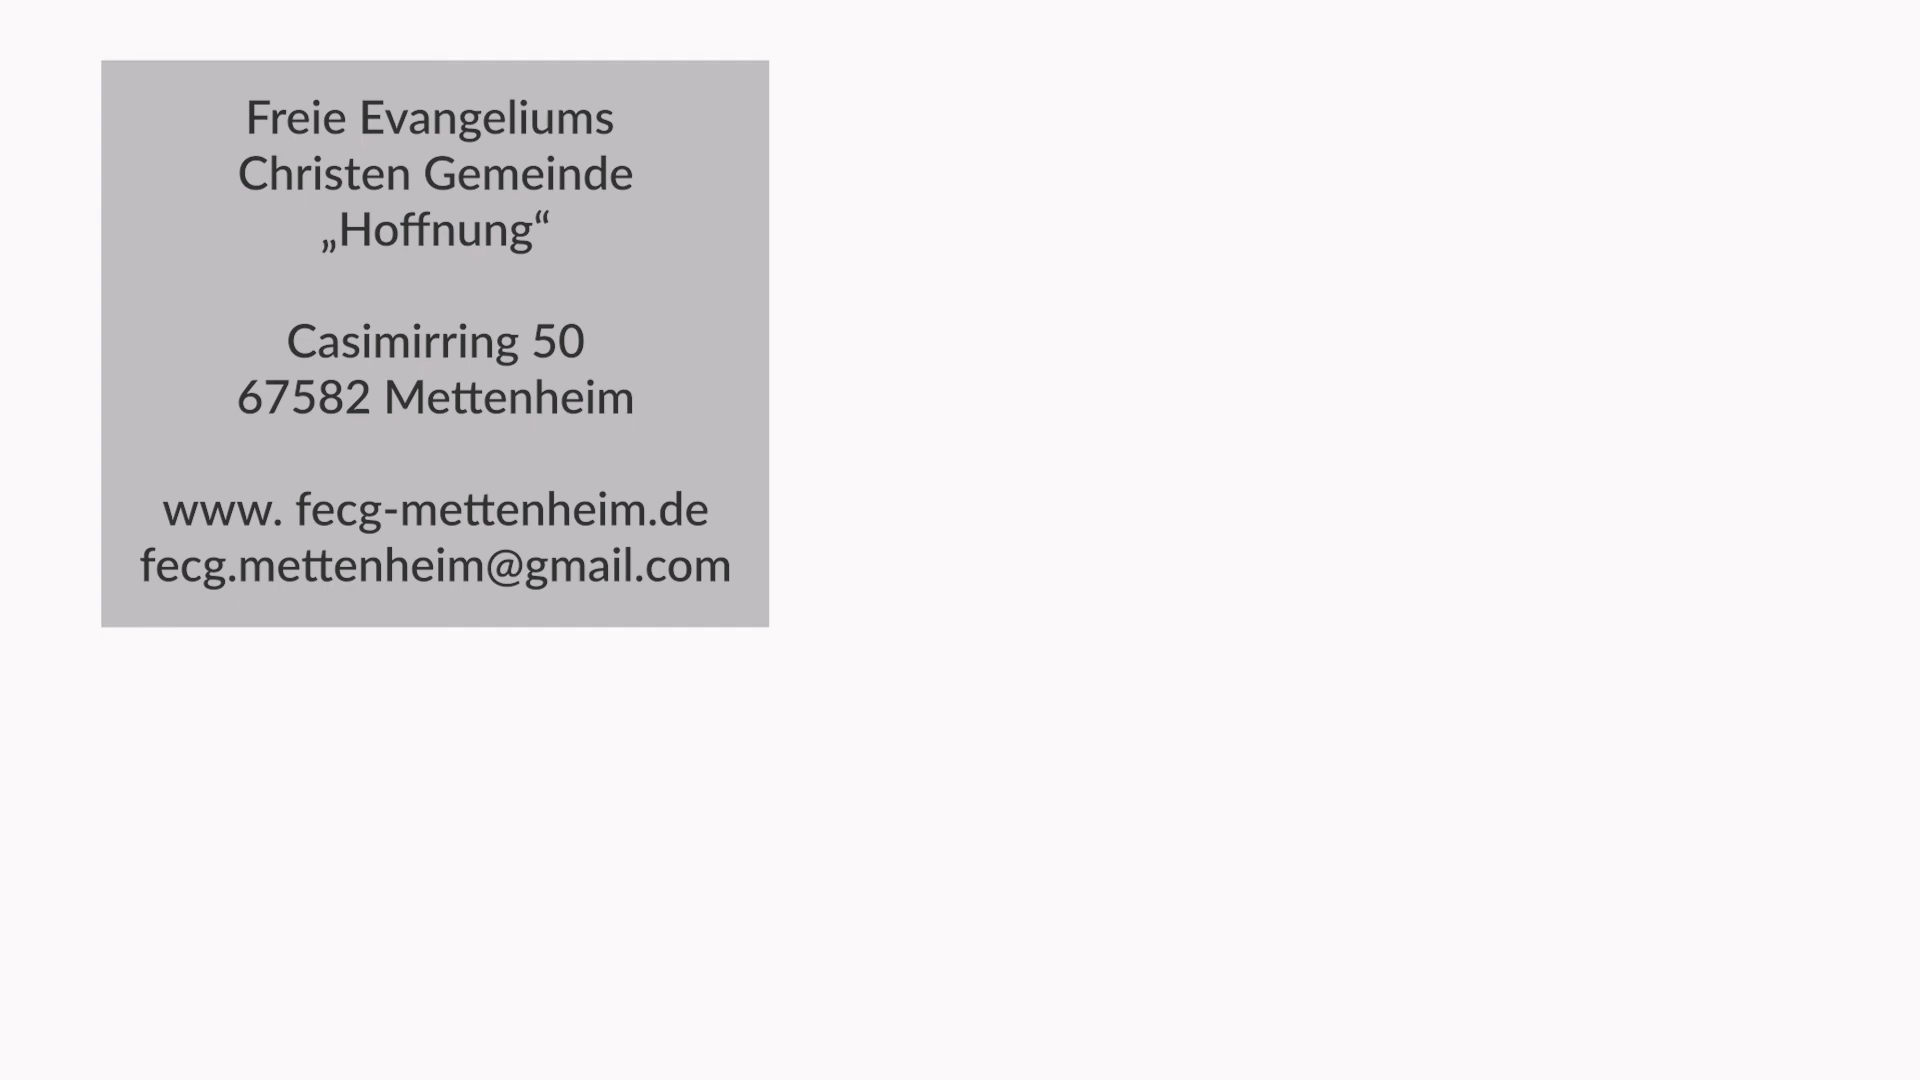 Freie Evangeliums
Christen Gemeinde
„Hoffnung“
Casimirring 50
67582 Mettenheim
www. fecg-mettenheim.de
fecg.mettenheim@gmail.com